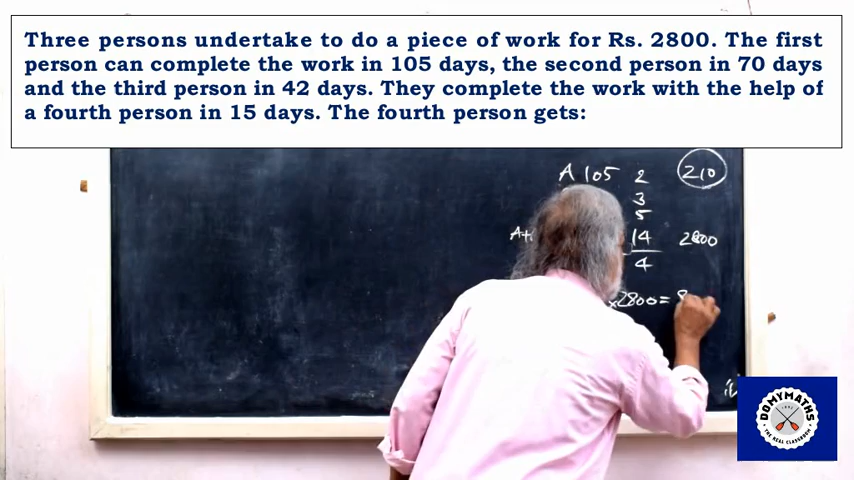 Three persons undertake to do a piece of work for Rs. 2800. The first
person can complete the work in 105 days, the second person in 70 days
and the third person in 42 days. They complete the work with the help of
a fourth person in 15 days. The fourth person gets:
A 105 2 210
3
5
A+ 14 2800
4
×2800= 8
DOMYMATHS
THE REAL CLASSROOM